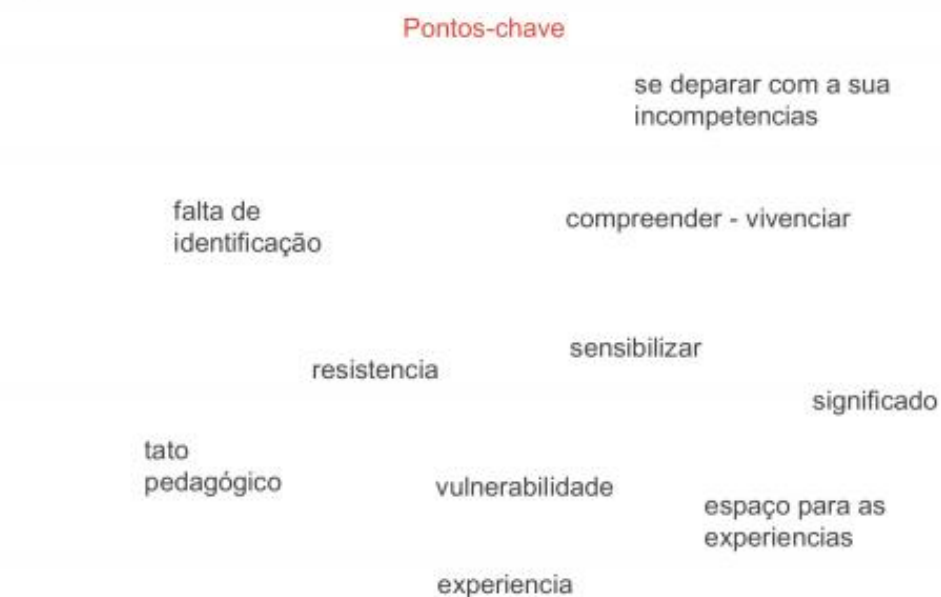 Pontos-chave
se deparar com a sua
incompetencias
falta de
identificação
compreender - vivenciar
sensibilizar
resistencia
significado
tato
pedagógico
vulnerabilidade
espaço para as
experiencias
experiencia